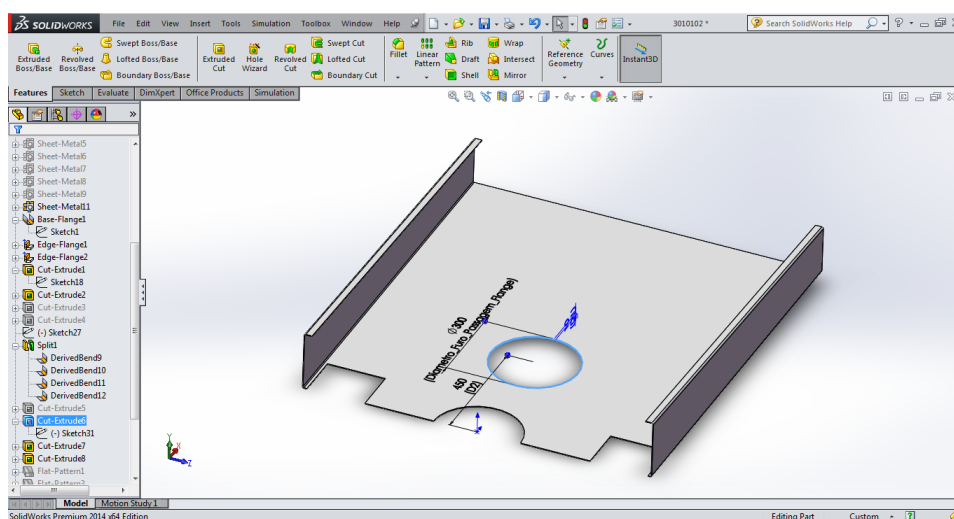 SOLIDWORKS File Edit View Insert Tools Simulation Toolbox Window Help 3010102 * Search SolidWorks Help
Extruded Boss/Base
Revolved Boss/Base
Swept Boss/Base
Lofted Boss/Base
Boundary Boss/Base
Extruded Cut
Hole Wizard
Revolved Cut
Swept Cut
Lofted Cut
Boundary Cut
Fillet
Linear Pattern
Rib
Draft
Shell
Wrap
Intersect
Mirror
Reference Geometry
Curves
Instant3D
Features Sketch Evaluate DimXpert Office Products Simulation
Sheet-Metal5
Sheet-Metal6
Sheet-Metal7
Sheet-Metal8
Sheet-Metal9
Sheet-Metal11
Base-Flange1
Sketch1
Edge-Flange1
Edge-Flange2
Cut-Extrude1
Sketch18
Cut-Extrude2
Cut-Extrude3
Cut-Extrude4
(-) Sketch27
Split1
DerivedBend9
DerivedBend10
DerivedBend11
DerivedBend12
Cut-Extrude5
Cut-Extrude6
(-) Sketch31
Cut-Extrude7
Cut-Extrude8
Flat-Pattern1
Flat-Pattern2
Ø300
[Diametro_Furo_Passagem_Flange]
450
(D2)
Y
X
Z
Model Motion Study 1
SolidWorks Premium 2014 x64 Edition Editing Part Custom